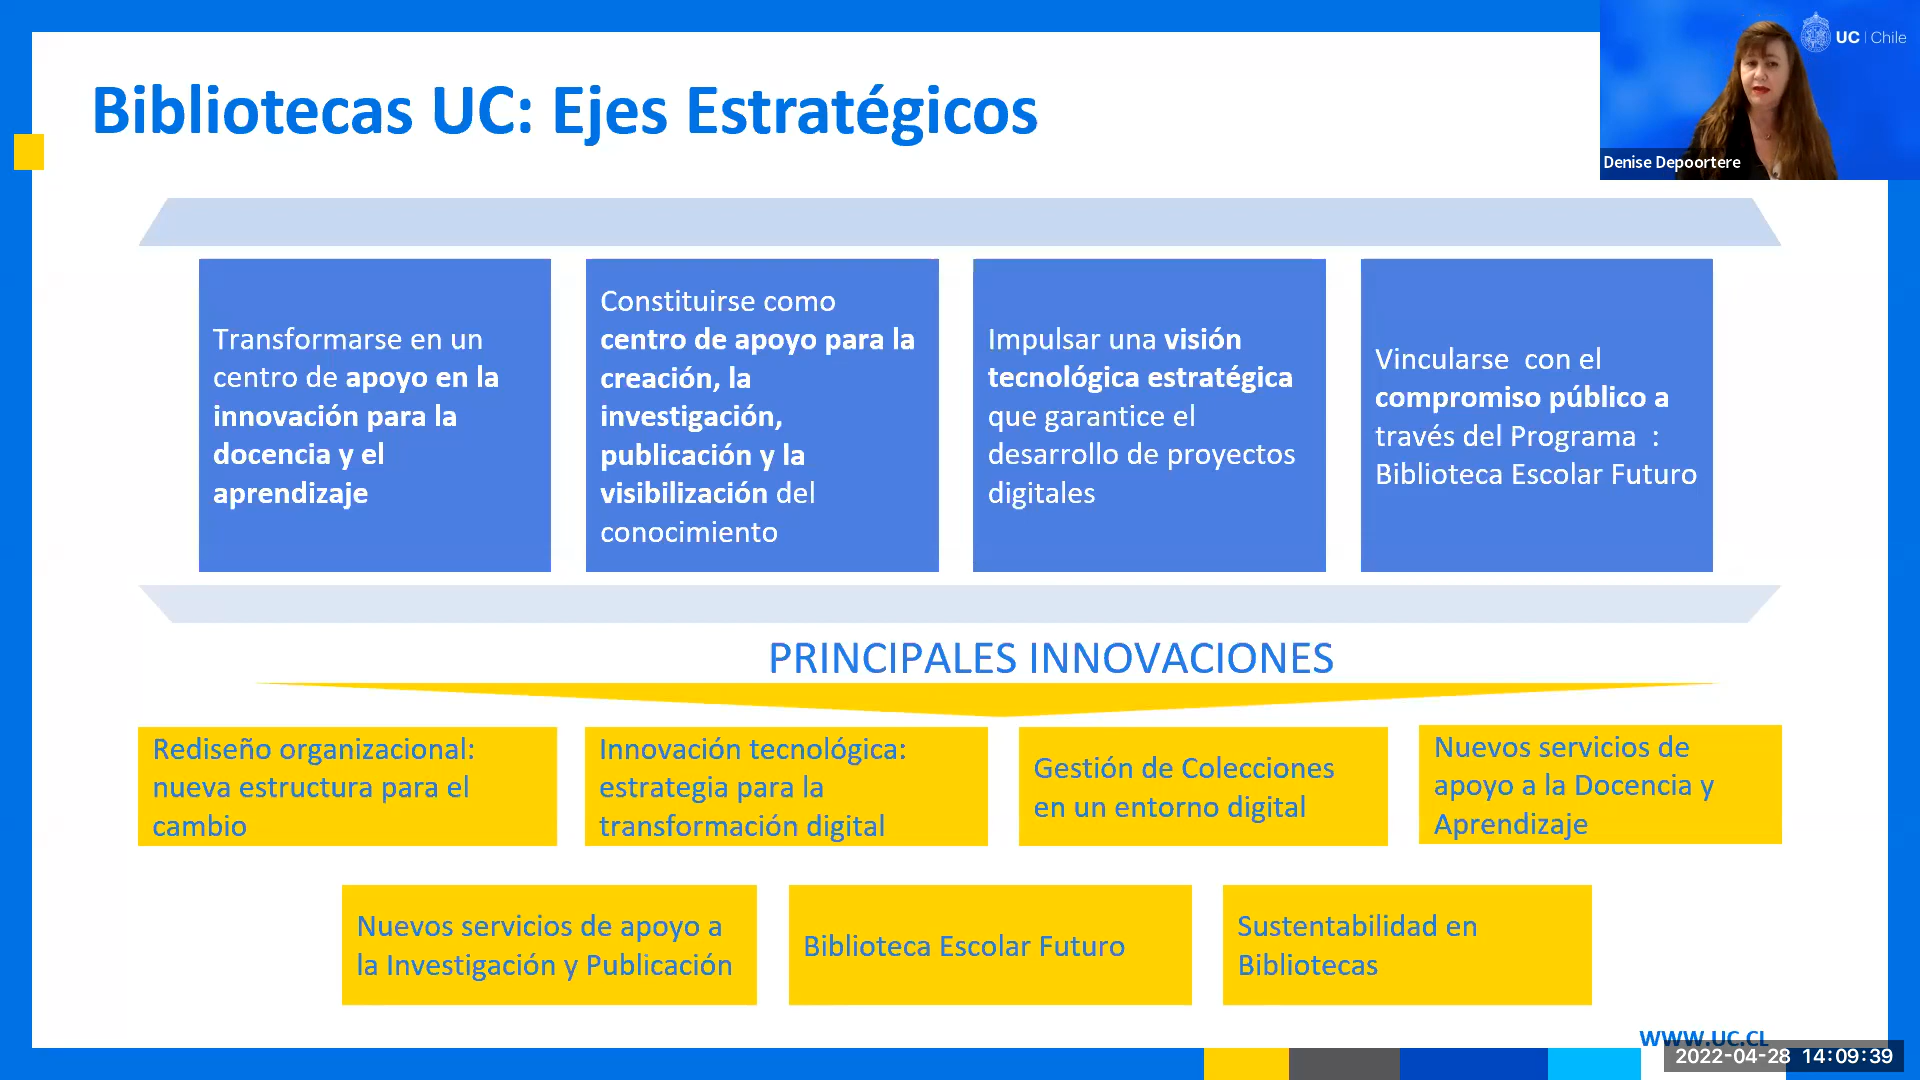 Bibliotecas UC: Ejes Estratégicos
UC | Chile
Denise Depoortere
Transformarse en un
centro de apoyo en la
innovación para la
docencia y el
aprendizaje
Constituirse como
centro de apoyo para la
creación, la
investigación,
publicación y la
visibilización del
conocimiento
Impulsar una visión
tecnológica estratégica
que garantice el
desarrollo de proyectos
digitales
Vincularse con el
compromiso público a
través del Programa :
Biblioteca Escolar Futuro
PRINCIPALES INNOVACIONES
Rediseño organizacional:
nueva estructura para el
cambio
Innovación tecnológica:
estrategia para la
transformación digital
Gestión de Colecciones
en un entorno digital
Nuevos servicios de
apoyo a la Docencia y
Aprendizaje
Nuevos servicios de apoyo a
la Investigación y Publicación
Biblioteca Escolar Futuro
Sustentabilidad en
Bibliotecas
WWW.UC.CL
2022-04-28 14:09:39